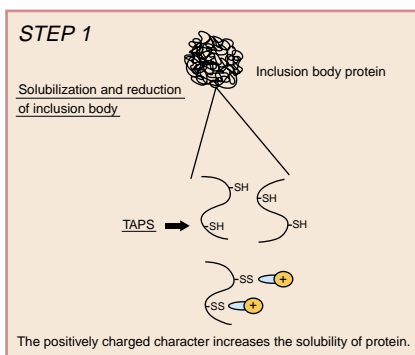 STEP 1
Inclusion body protein
Solubilization and reduction
of inclusion body
-SH
-SH
TAPS
-SH
-SH
-SS +
-SS +
The positively charged character increases the solubility of protein.